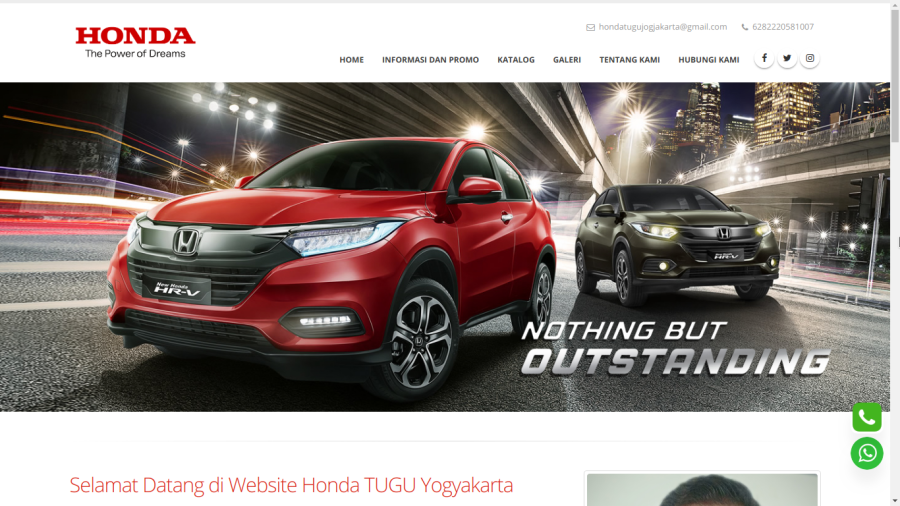 HONDA
The Power of Dreams
hondatugujogjakarta@gmail.com
6282220581007
HOME INFORMASI DAN PROMO KATALOG GALERI TENTANG KAMI HUBUNGI KAMI
New Honda
HR-V
HR-V
NOTHING BUT
OUTSTANDING
Selamat Datang di Website Honda TUGU Yogyakarta